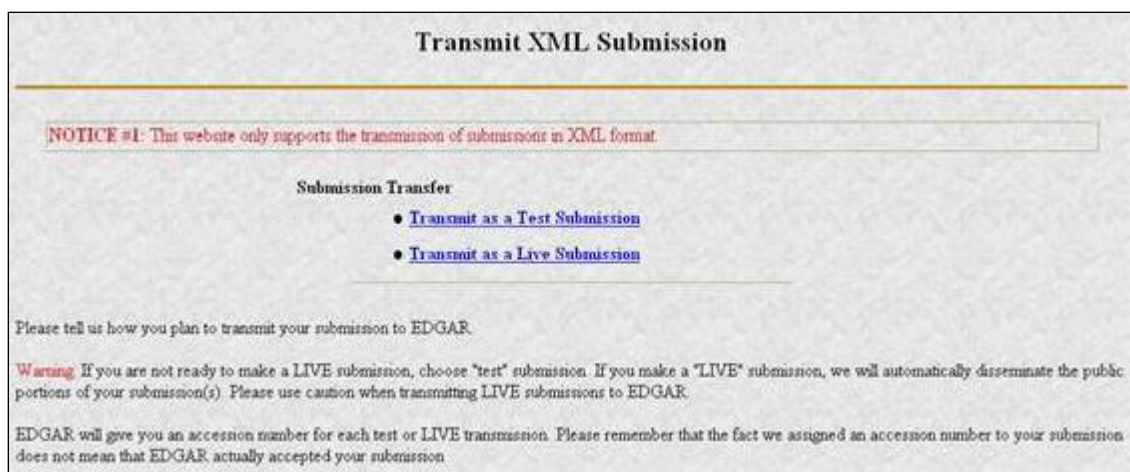 Transmit XML Submission
NOTICE #1: This website only supports the transmission of submissions in XML format.
Submission Transfer
• Transmit as a Test Submission
• Transmit as a Live Submission
Please tell us how you plan to transmit your submission to EDGAR.
Warning. If you are not ready to make a LIVE submission, choose "test" submission. If you make a "LIVE" submission, we will automatically disseminate the public
portions of your submission(s). Please use caution when transmitting LIVE submissions to EDGAR.
EDGAR will give you an accession number for each test or LIVE transmission. Please remember that the fact we assigned an accession number to your submission
does not mean that EDGAR actually accepted your submission